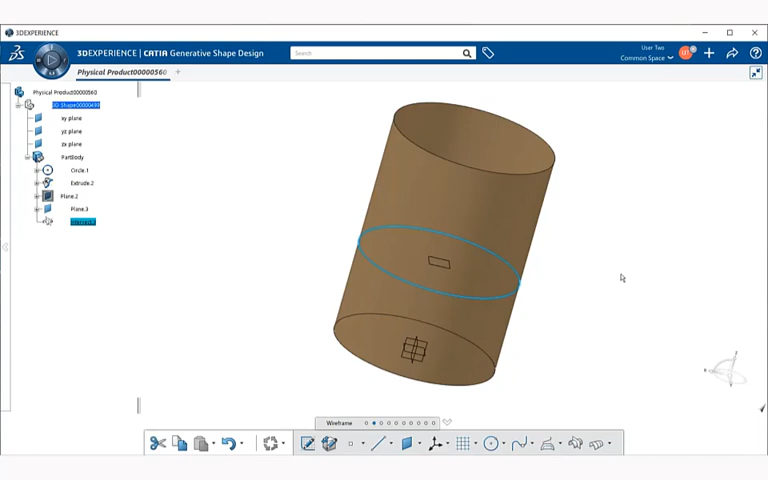 3DEXPERIENCE
3DEXPERIENCE | CATIA Generative Shape Design
Search
User Two
Common Space
Physical Product00000560
Physical Product00000560
3D Shape00000499
xy plane
yz plane
zx plane
PartBody
Circle.1
Extrude.2
Plane.2
Plane.3
Wireframe